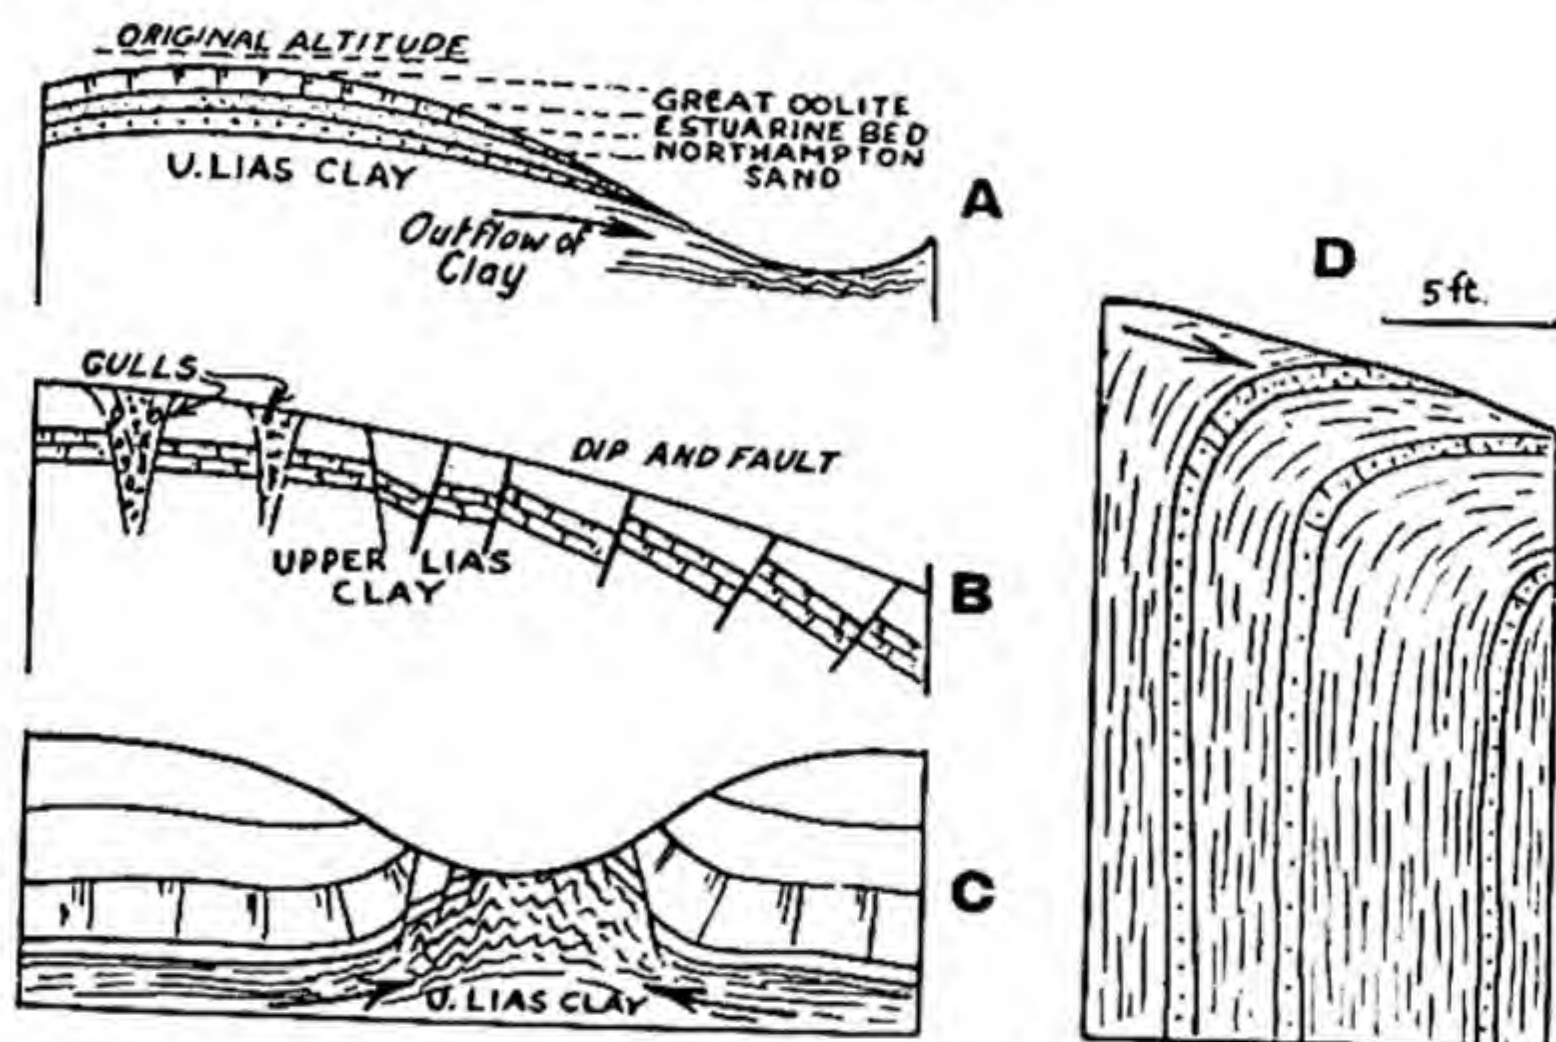 ORIGINAL ALTITUDE
GREAT OOLITE
ESTUARINE BED
NORTHAMPTON
SAND
U. LIAS CLAY
A
Outflow of
Clay
D
5 ft.
GULLS
DIP AND FAULT
UPPER LIAS
CLAY
B
C
U. LIAS CLAY